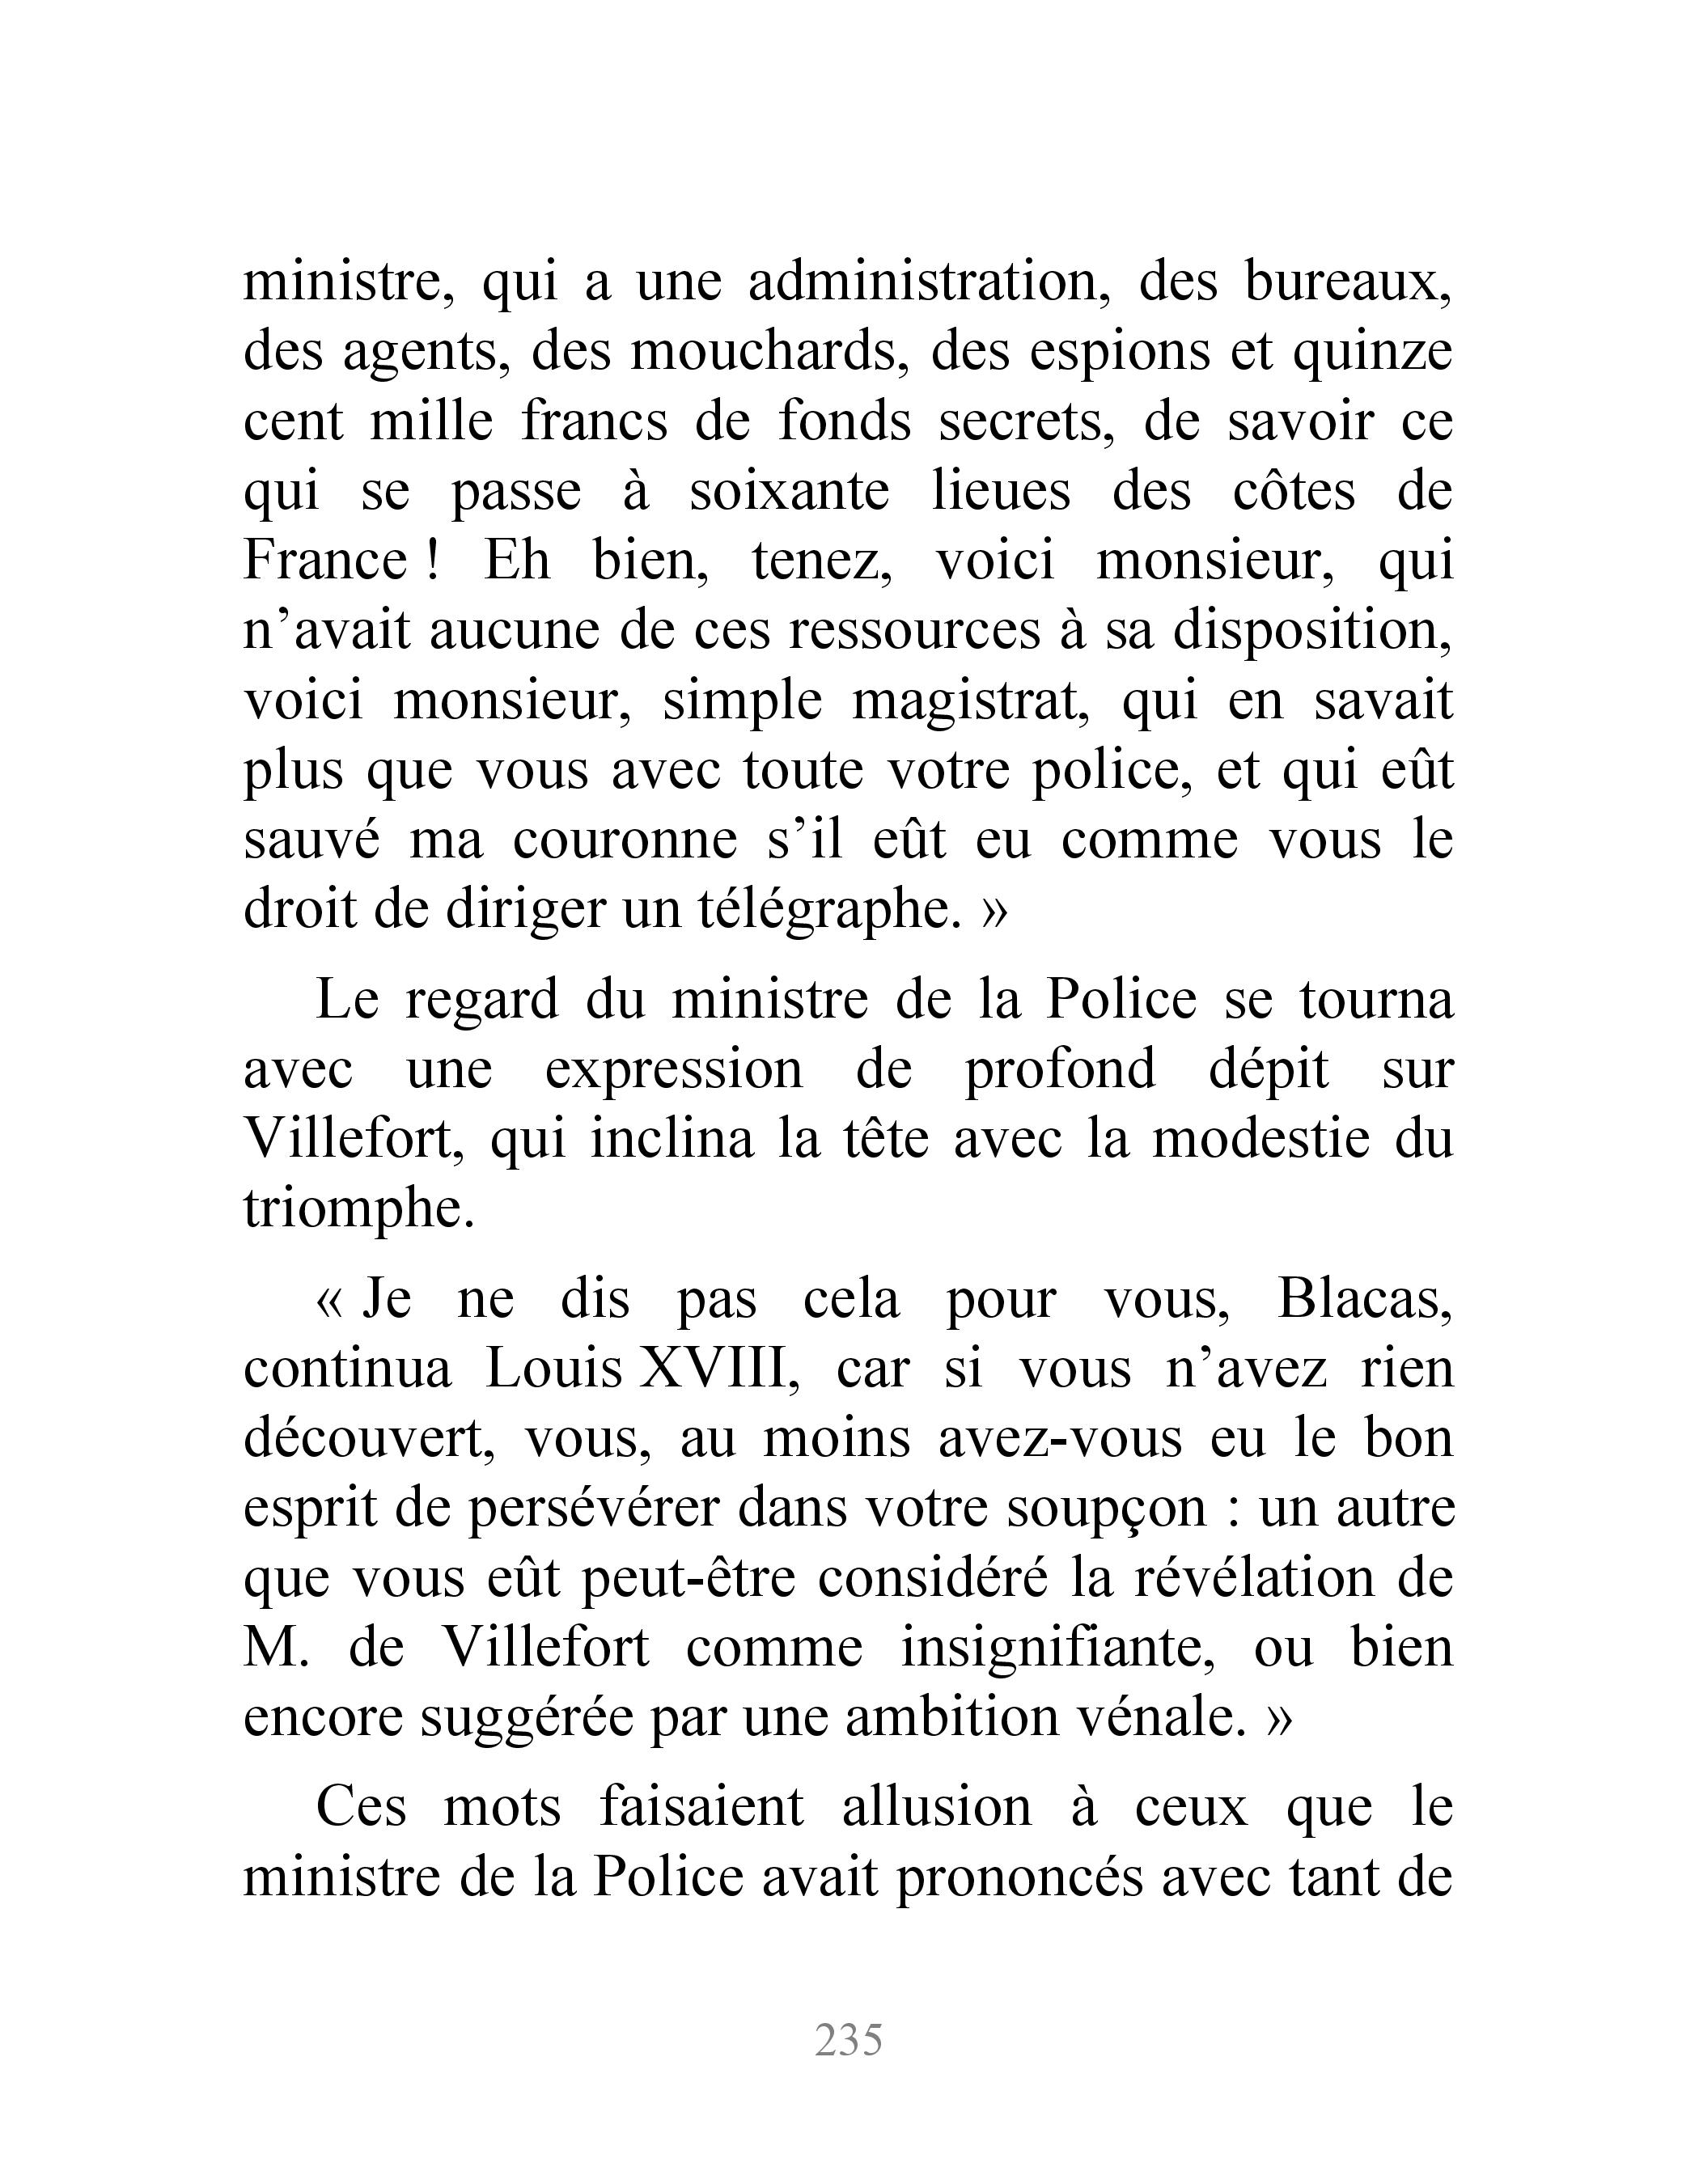 ministre, qui a une administration, des bureaux,
des agents, des mouchards, des espions et quinze
cent mille francs de fonds secrets, de savoir ce
qui se passe à soixante lieues des côtes de
France ! Eh bien, tenez, voici monsieur, qui
n’avait aucune de ces ressources à sa disposition,
voici monsieur, simple magistrat, qui en savait
plus que vous avec toute votre police, et qui eût
sauvé ma couronne s’il eût eu comme vous le
droit de diriger un télégraphe. »
Le regard du ministre de la Police se tourna
avec une expression de profond dépit sur
Villefort, qui inclina la tête avec la modestie du
triomphe.
« Je ne dis pas cela pour vous, Blacas,
continua Louis XVIII, car si vous n’avez rien
découvert, vous, au moins avez-vous eu le bon
esprit de persévérer dans votre soupçon : un autre
que vous eût peut-être considéré la révélation de
M. de Villefort comme insignifiante, ou bien
encore suggérée par une ambition vénale. »
Ces mots faisaient allusion à ceux que le
ministre de la Police avait prononcés avec tant de
235